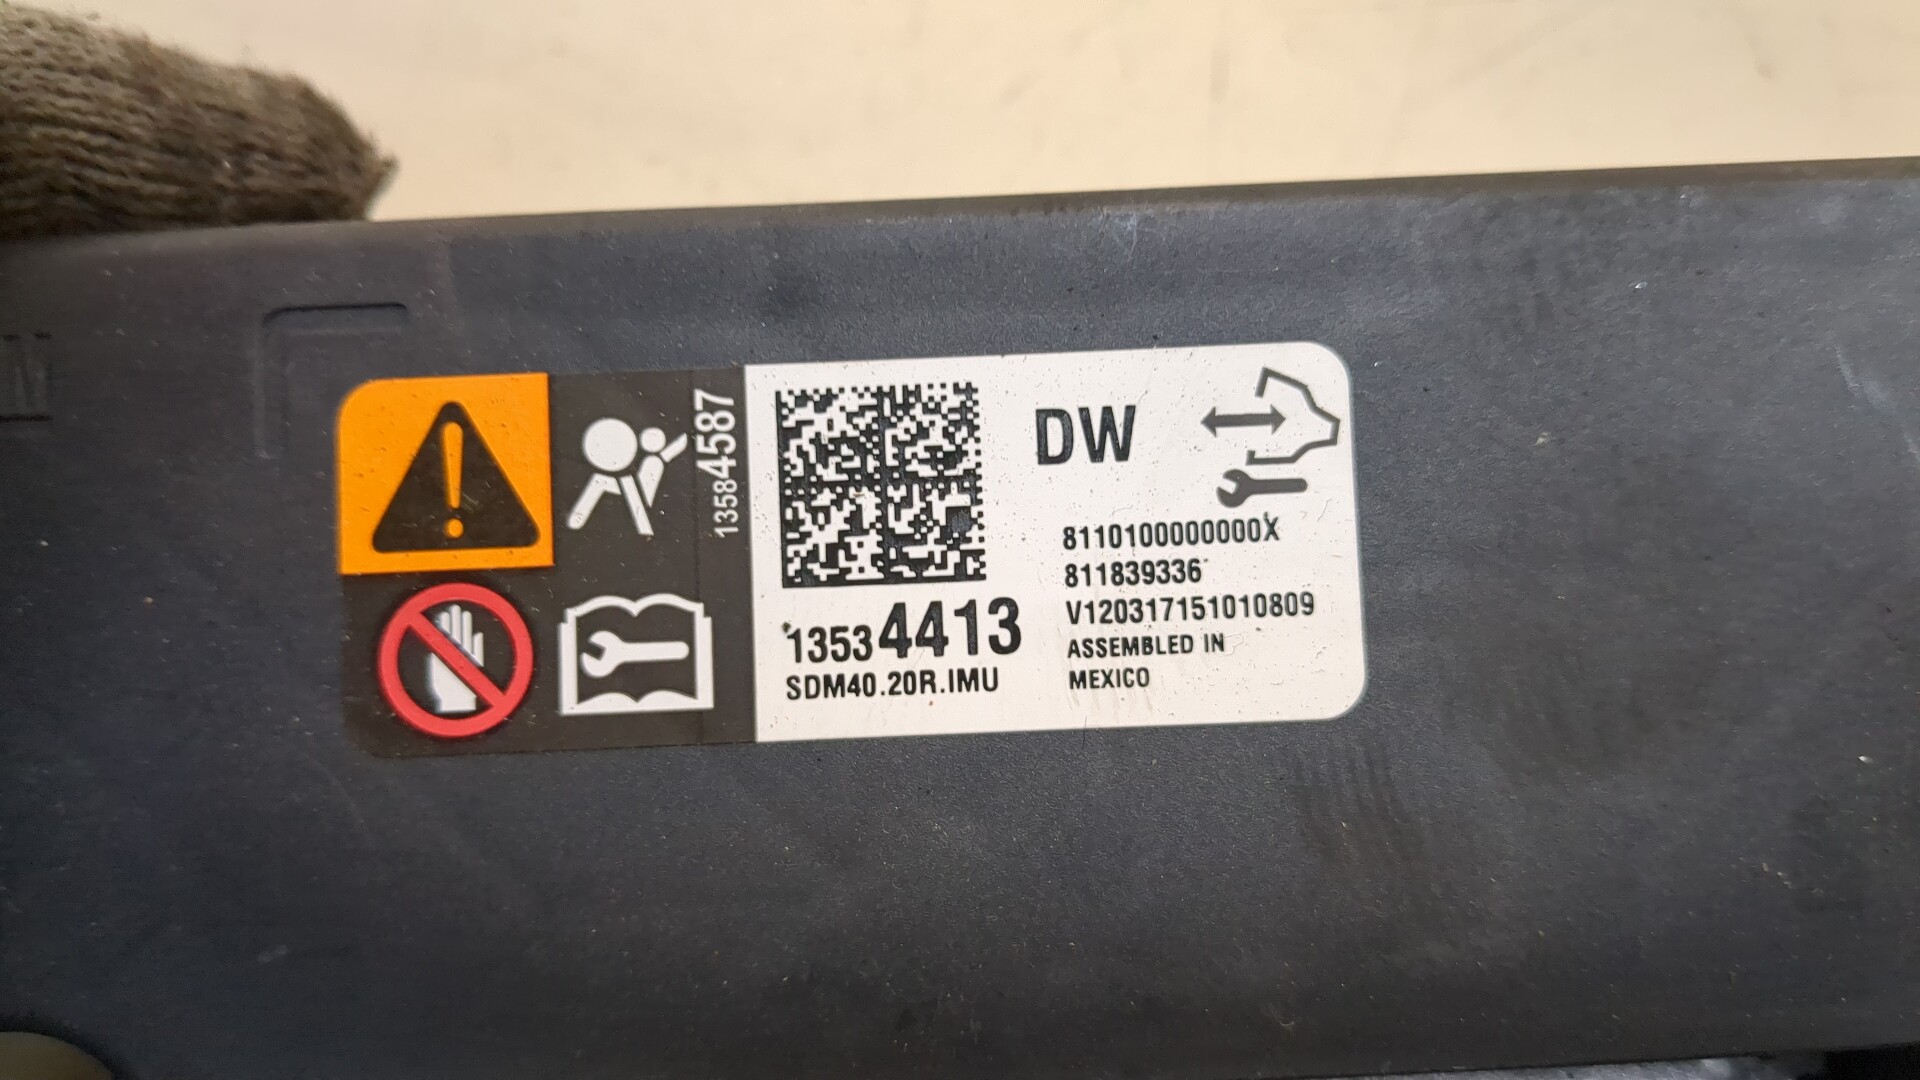 13584587
DW
8110100000000X
811839336
V120317151010809
ASSEMBLED IN
MEXICO
13534413
SDM40.20R.IMU